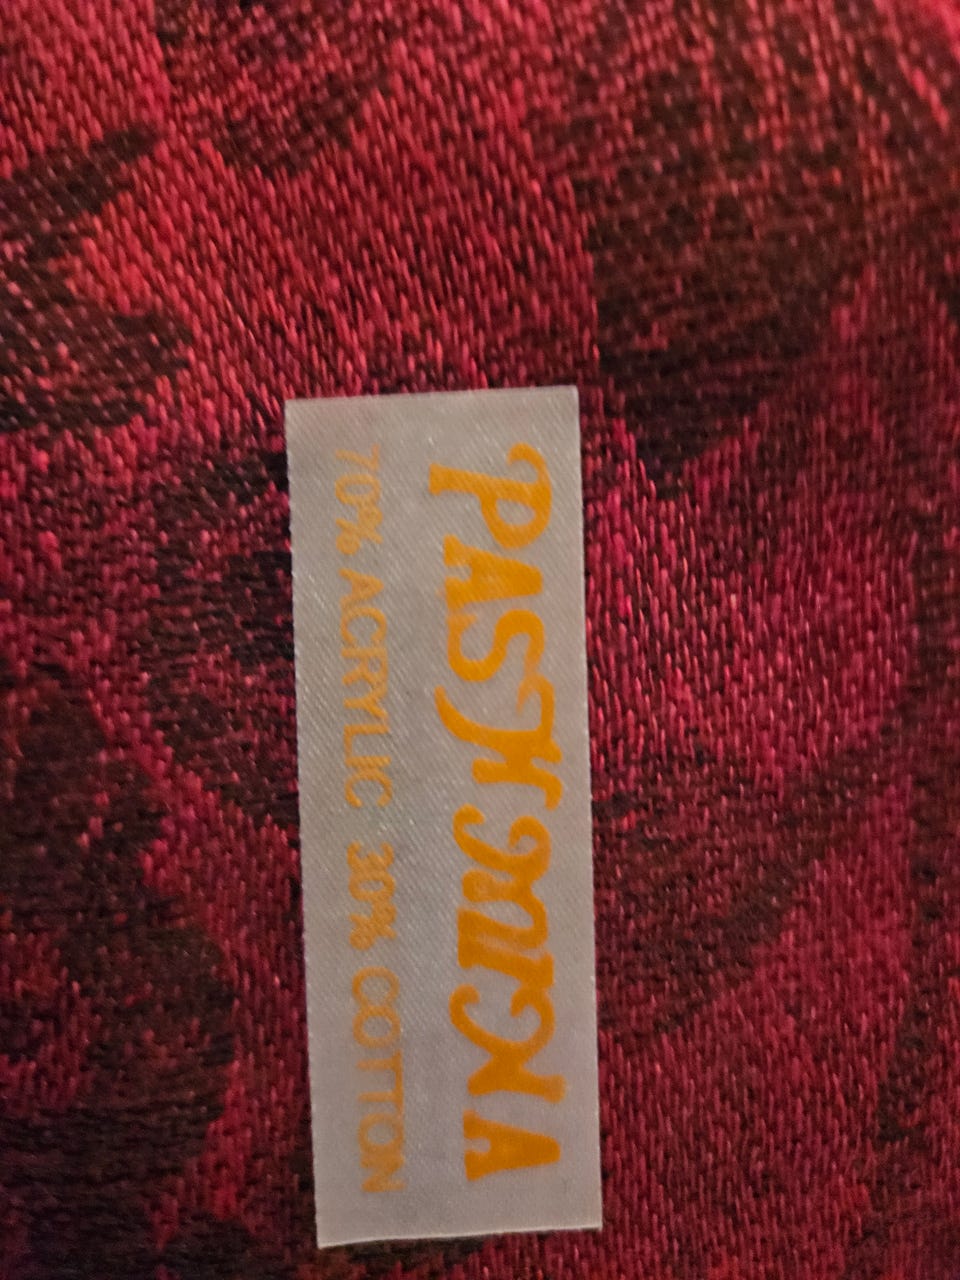 PASHMINA
70% ACRYLIC 30% COTTON